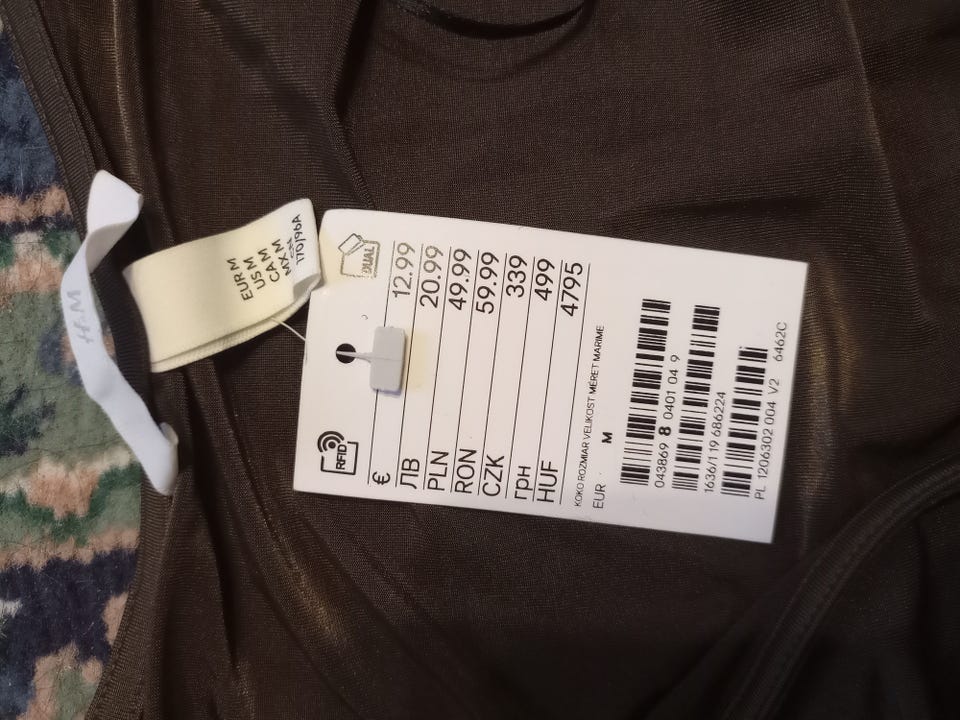 H&M
EUR M
US M
CA M
MX M
170/96A
DUAL
RFID
€ 12.99
ЛВ 20.99
PLN 49.99
RON 59.99
CZK 339
грн 499
HUF 4795
KOKO ROZMIAR VELIKOST MÉRET MARIME
EUR M
043869 8 0401 04 9
1636/119 686224
PL 1206302 004 V2 6462C